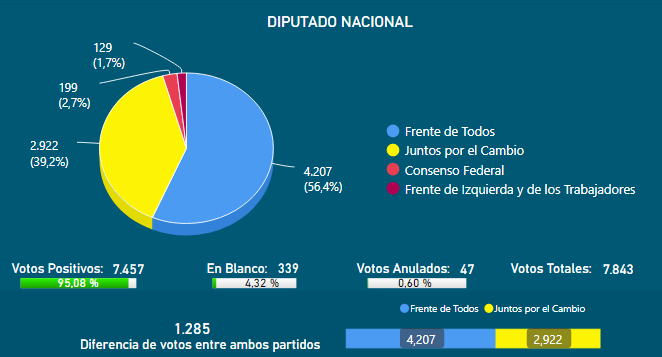 DIPUTADO NACIONAL
129
(1,7%)
199
(2,7%)
2.922
(39,2%)
4.207
(56,4%)
Frente de Todos
Juntos por el Cambio
Consenso Federal
Frente de Izquierda y de los Trabajadores
Votos Positivos: 7.457
95,08 %
En Blanco: 339
4,32 %
Votos Anulados: 47
0,60 %
Votos Totales: 7.843
1.285
Diferencia de votos entre ambos partidos
Frente de Todos Juntos por el Cambio
4,207 2,922